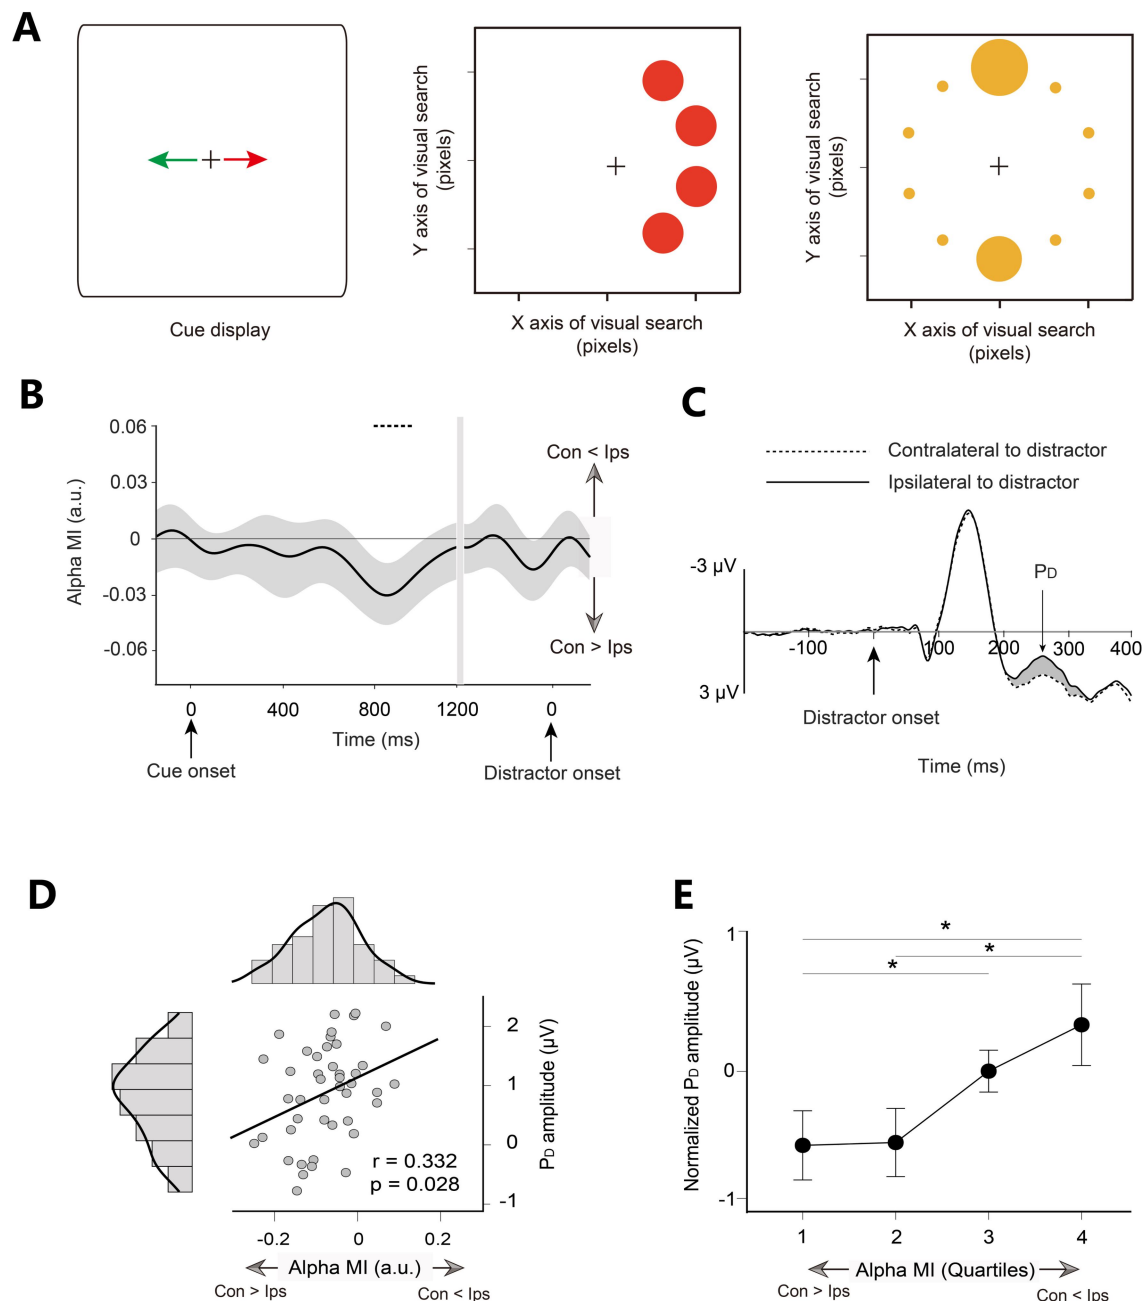 A
Cue display
Y axis of visual search
(pixels)
X axis of visual search
(pixels)
Y axis of visual search
(pixels)
X axis of visual search
(pixels)
B
Alpha MI (a.u.)
0.06
0.03
0
-0.03
-0.06
Con < Ips
Con > Ips
0
400
800
1200
0
Time (ms)
Cue onset
Distractor onset
C
Contralateral to distractor
Ipsilateral to distractor
-3 µV
3 µV
PD
-100
100
200
300
400
Distractor onset
Time (ms)
D
2
1
0
-1
PD amplitude (µV)
r = 0.332
p = 0.028
-0.2
0
0.2
Alpha MI (a.u.)
Con > Ips
Con < Ips
E
Normalized PD amplitude (µV)
1
0
-1
*
*
*
1
2
3
4
Alpha MI (Quartiles)
Con > Ips
Con < Ips